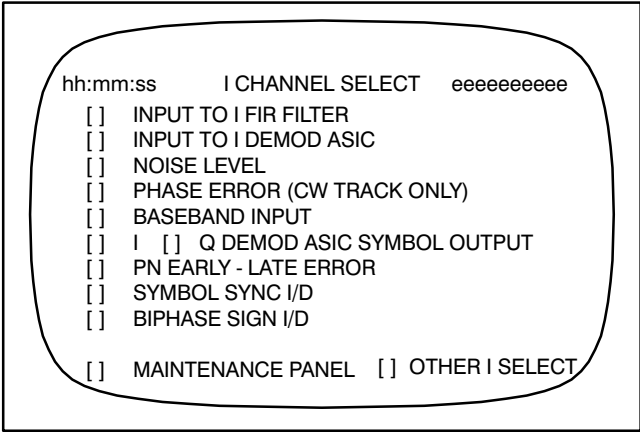 hh:mm:ss I CHANNEL SELECT eeeeeeeeee
[ ] INPUT TO I FIR FILTER
[ ] INPUT TO I DEMOD ASIC
[ ] NOISE LEVEL
[ ] PHASE ERROR (CW TRACK ONLY)
[ ] BASEBAND INPUT
[ ] I [ ] Q DEMOD ASIC SYMBOL OUTPUT
[ ] PN EARLY - LATE ERROR
[ ] SYMBOL SYNC I/D
[ ] BIPHASE SIGN I/D
[ ] MAINTENANCE PANEL [ ] OTHER I SELECT